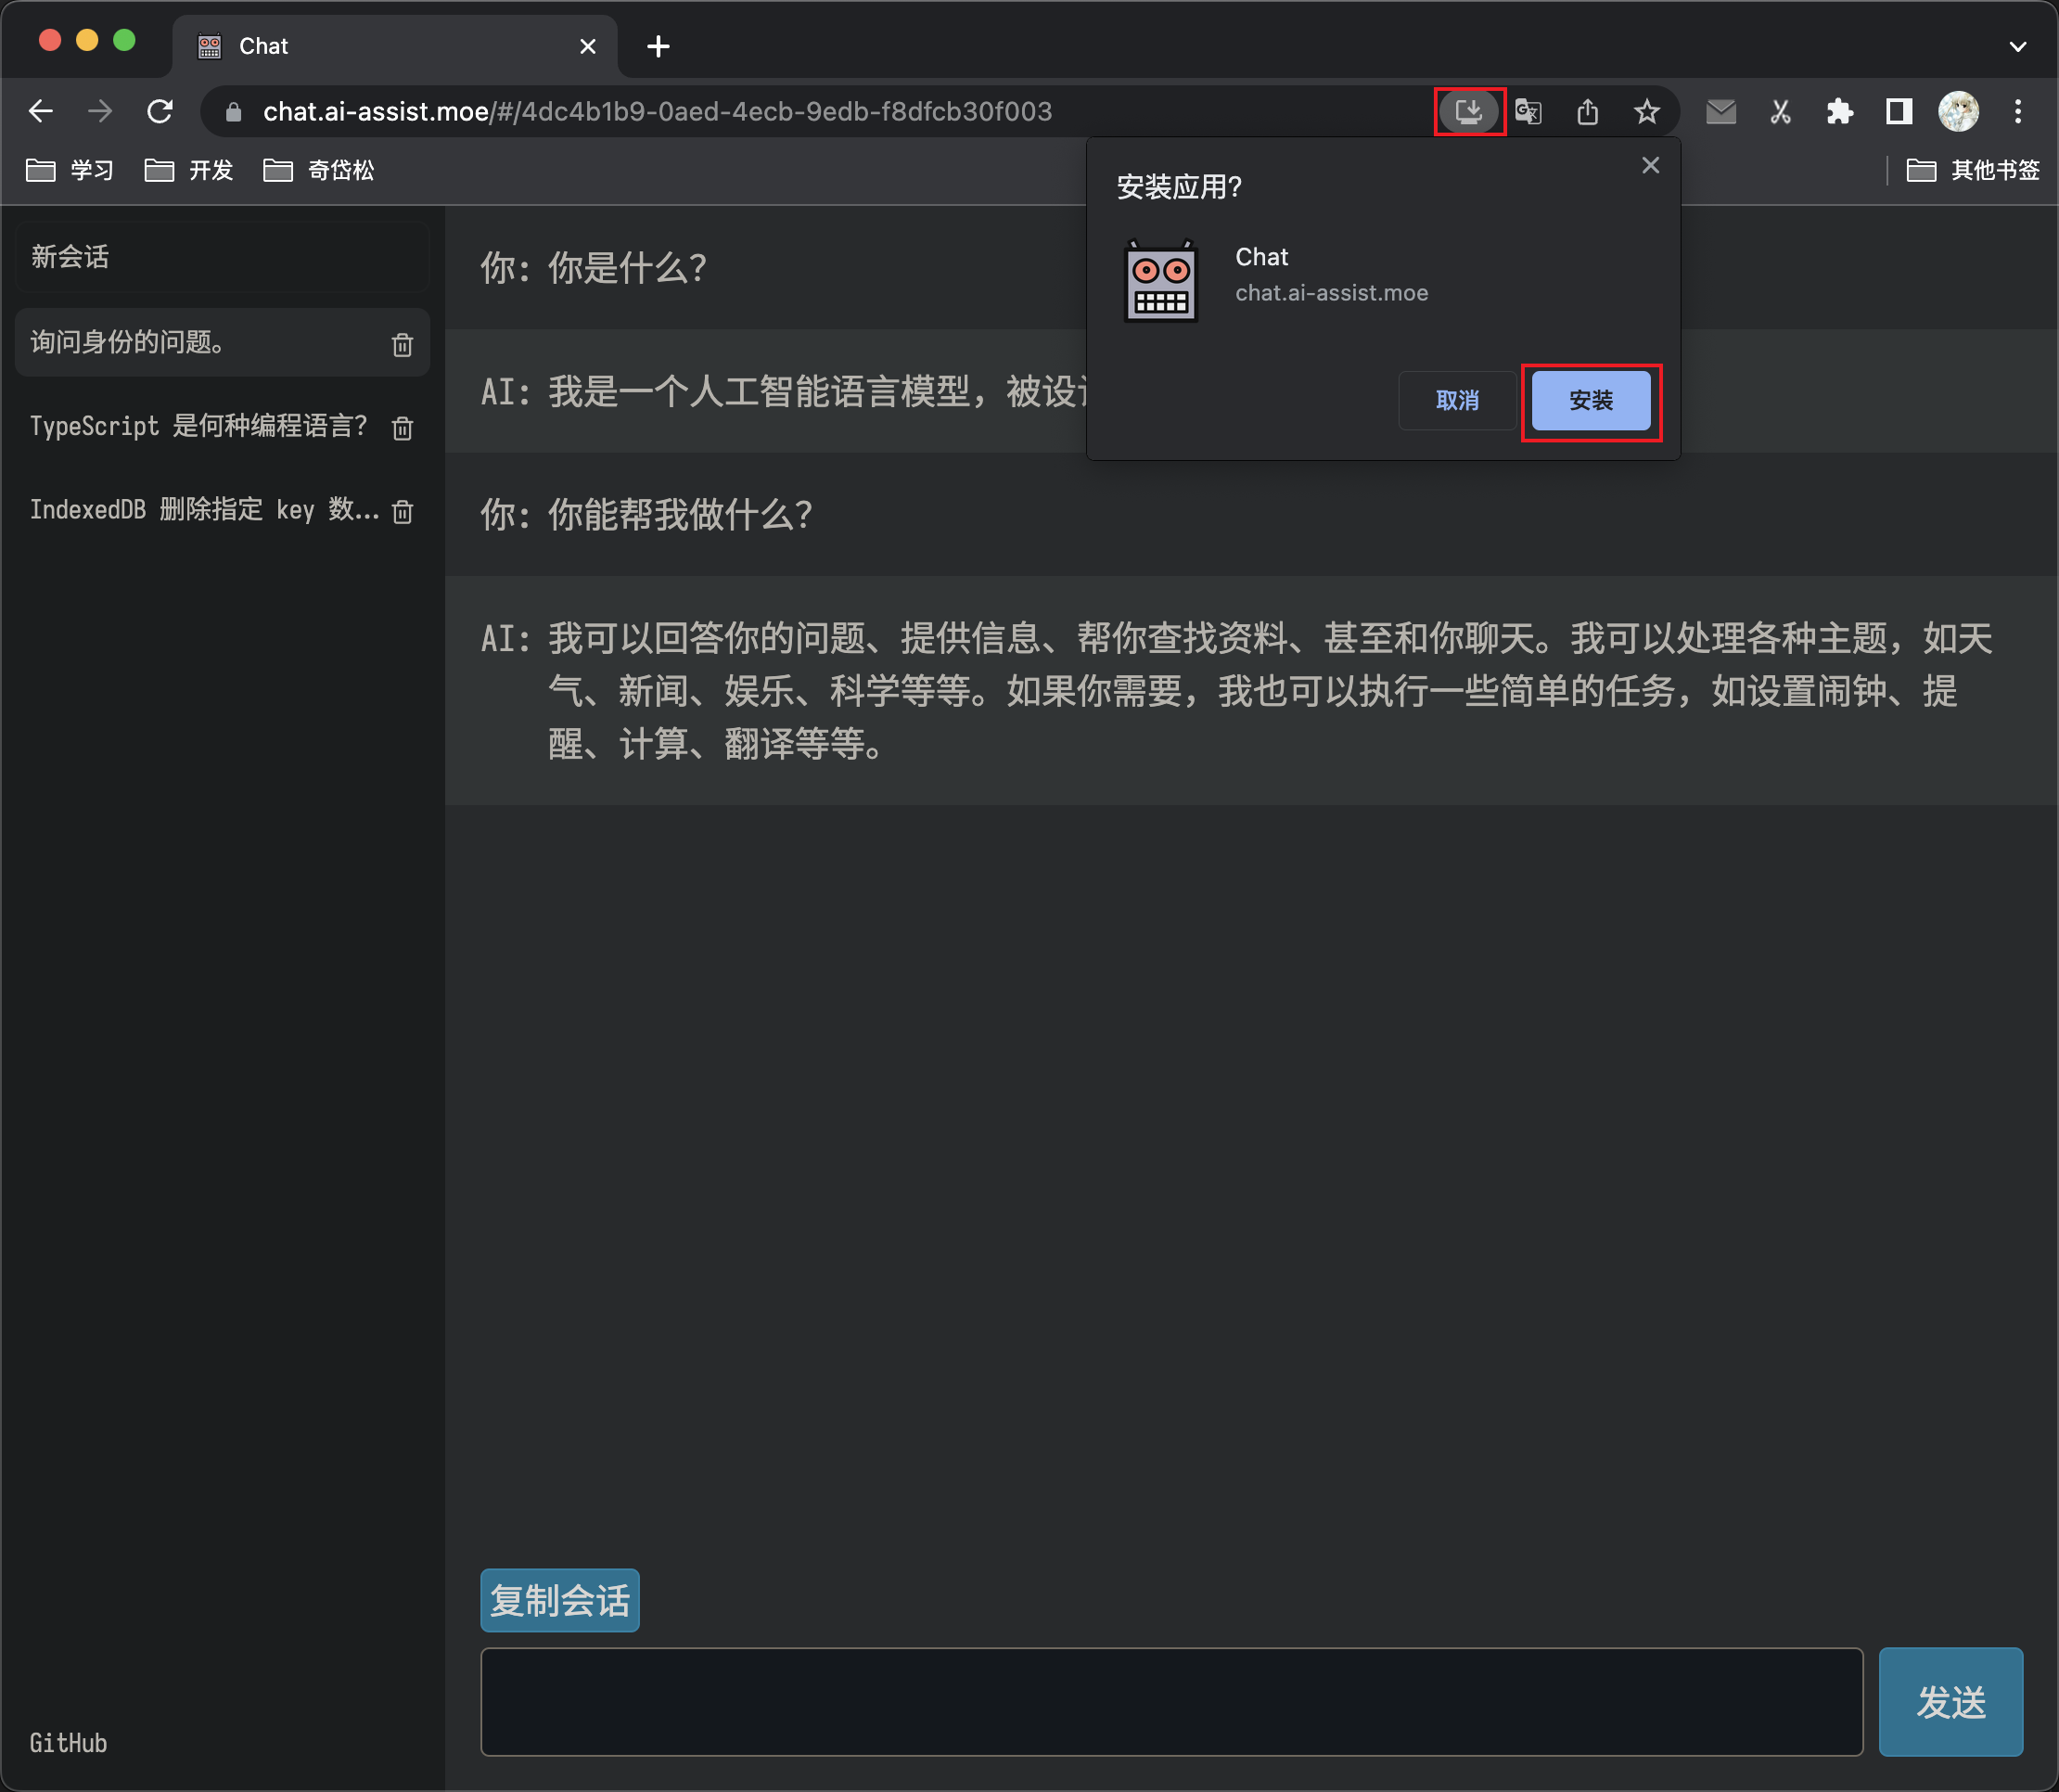 Chat
chat.ai-assist.moe/#/4dc4b1b9-0aed-4ecb-9edb-f8dfcb30f003
学习
开发
奇岱松
其他书签
安装应用?
Chat
chat.ai-assist.moe
取消
安装
新会话
询问身份的问题。
TypeScript 是何种编程语言?
IndexedDB 删除指定 key 数...
GitHub
你: 你是什么?
AI: 我是一个人工智能语言模型，被设
你: 你能帮我做什么?
AI: 我可以回答你的问题、提供信息、帮你查找资料、甚至和你聊天。我可以处理各种主题，如天
气、新闻、娱乐、科学等等。如果你需要，我也可以执行一些简单的任务，如设置闹钟、提
醒、计算、翻译等等。
复制会话
发送